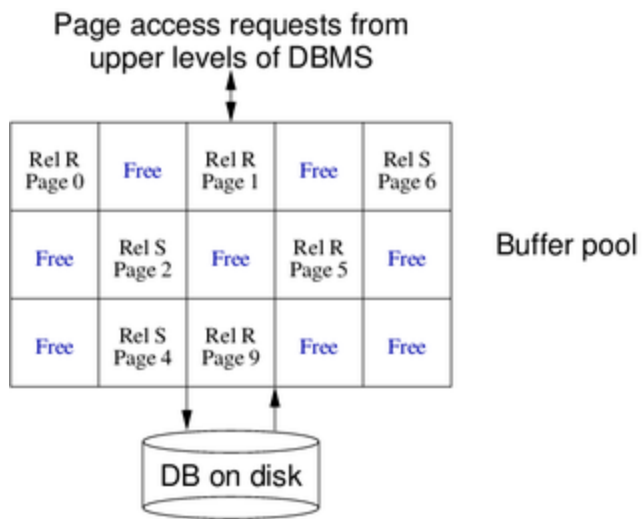 Page access requests from
upper levels of DBMS
Rel R
Page 0
Free
Rel R
Page 1
Free
Rel S
Page 6
Free
Rel S
Page 2
Free
Rel R
Page 5
Free
Buffer pool
Free
Rel S
Page 4
Rel R
Page 9
Free
Free
DB on disk